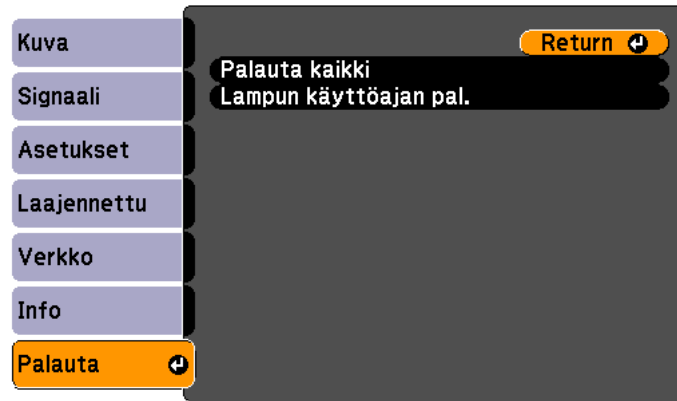 Kuva
Signaali
Asetukset
Laajennettu
Verkko
Info
Palauta
Return
Palauta kaikki
Lampun käyttöajan pal.